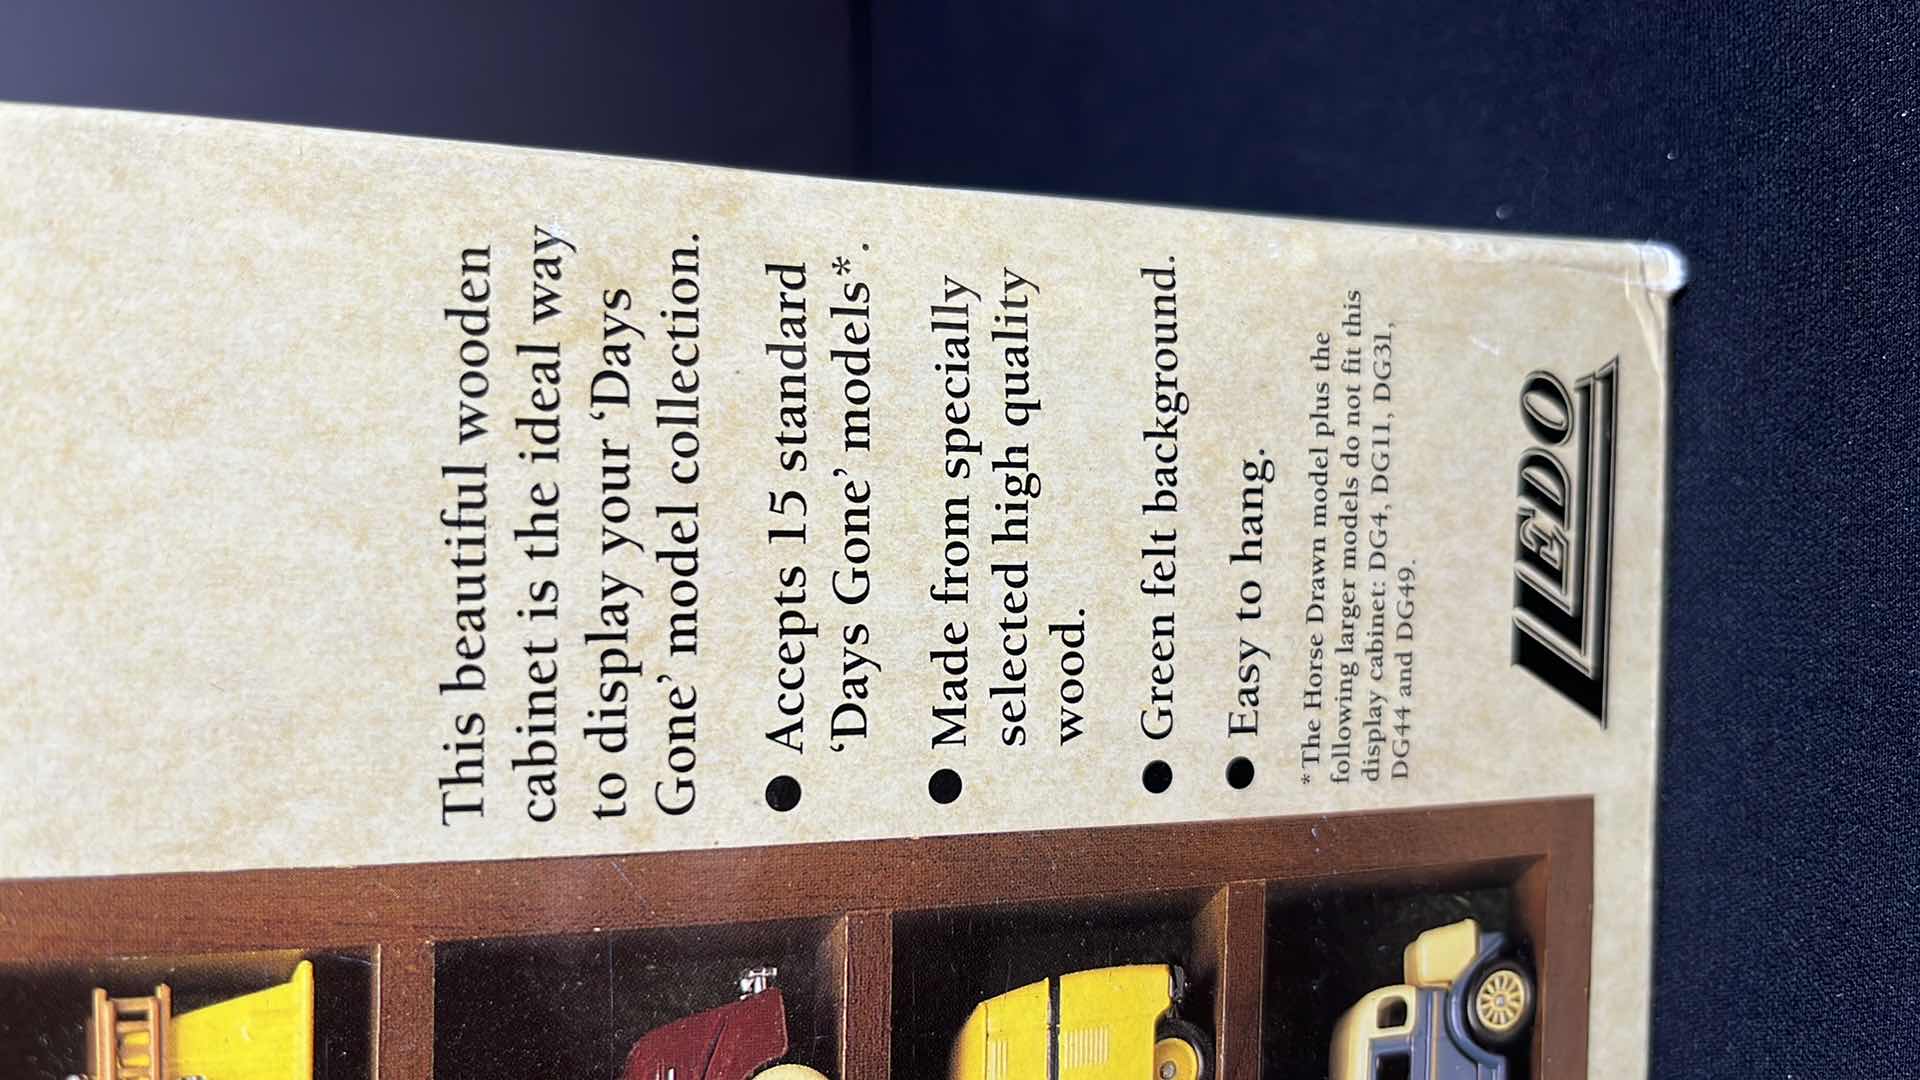 This beautiful wooden
cabinet is the ideal way
to display your ‘Days
Gone’ model collection.
● Accepts 15 standard
‘Days Gone’ models*.
● Made from specially
selected high quality
wood.
● Green felt background.
● Easy to hang.
*The Horse Drawn model plus the
following larger models do not fit this
display cabinet: DG4, DG11, DG31,
DG44 and DG49.
LEDO